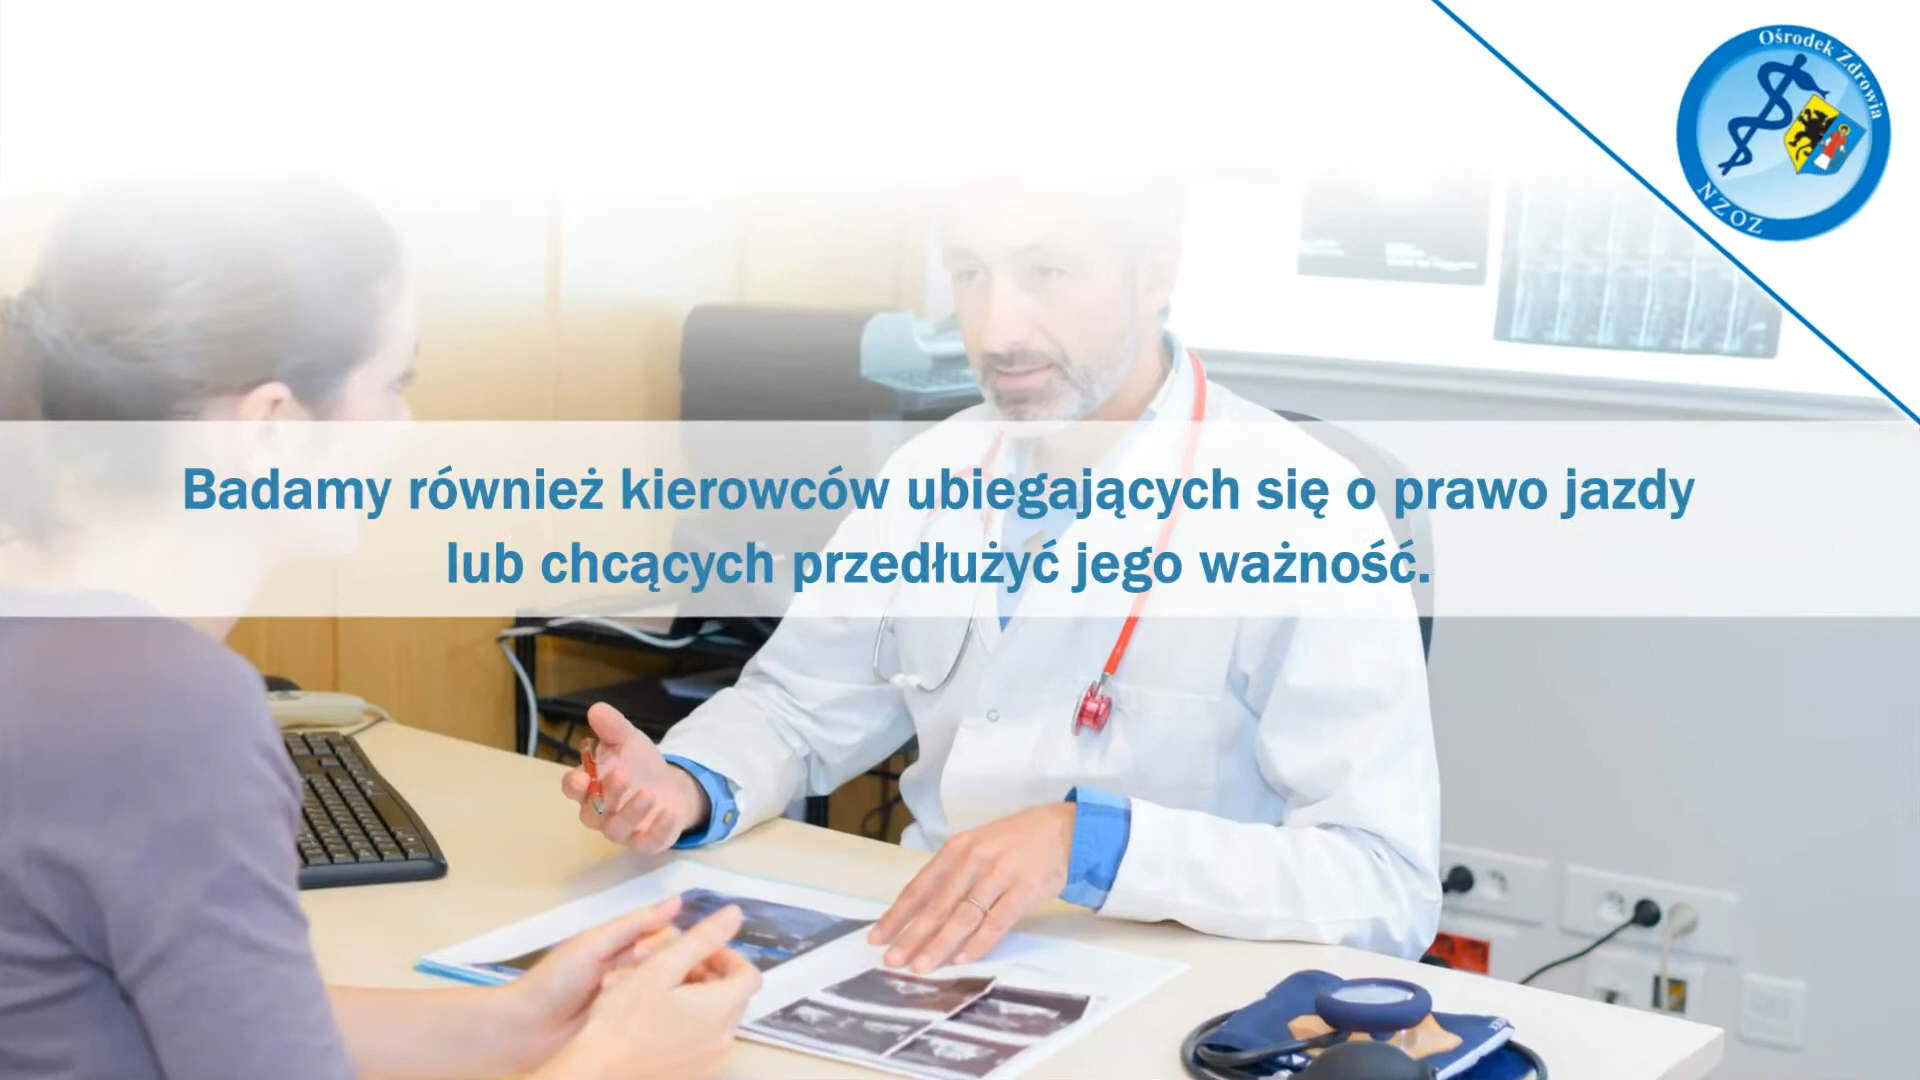 Ośrodek Zdrowia
NZOZ
Badamy również kierowców ubiegających się o prawo jazdy
lub chcących przedłużyć jego ważność.